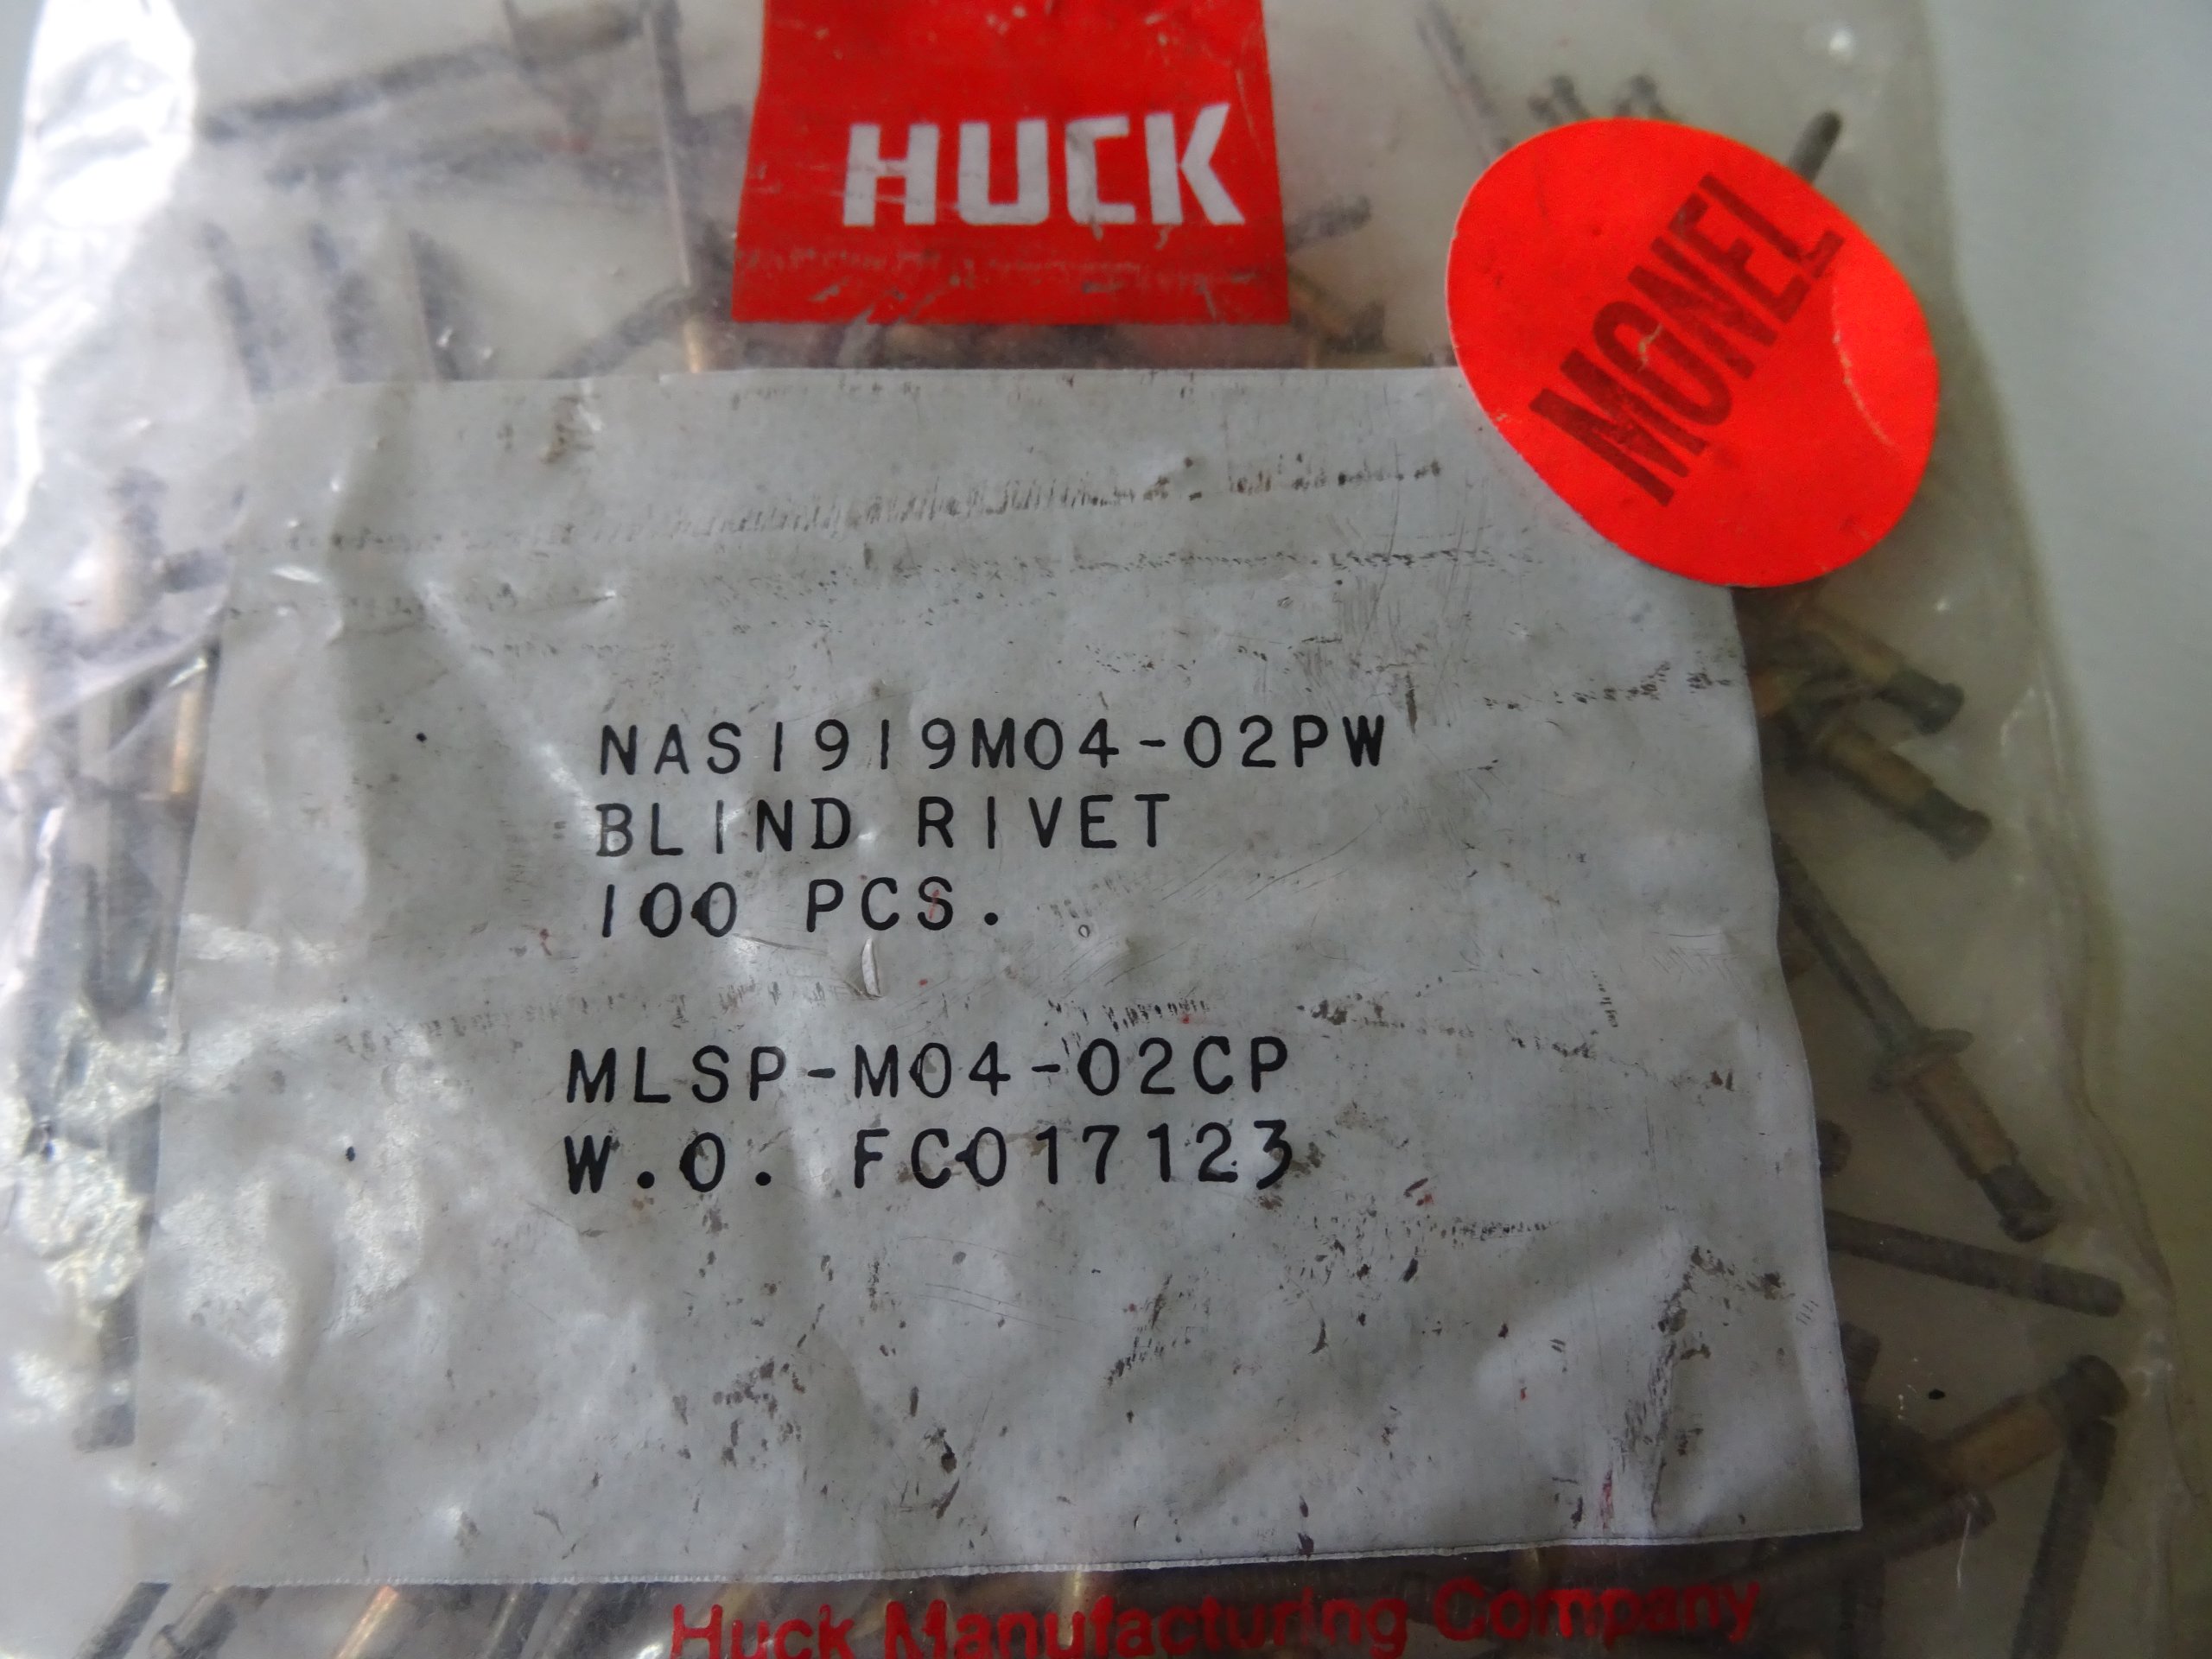 HUCK
MONEL
NAS1919M04-02PW
BLIND RIVET
100 PCS.
MLSP-M04-02CP
W.O. FC017123
Huck Manufacturing Company